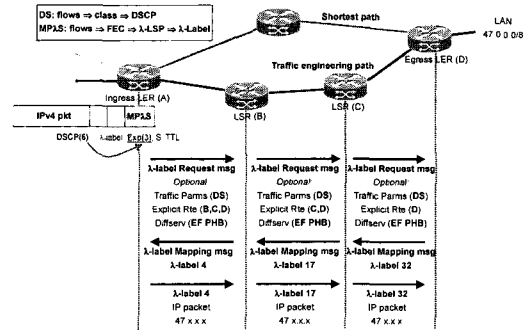 DS: flows ⇒ class ⇒ DSCP
MPλS: flows ⇒ FEC ⇒ λ-LSP ⇒ λ-Label
Shortest path
LAN
47 0 0 0/8
Egress LER (D)
Traffic engineering path
Ingress LER (A)
LSR (B)
LSR (C)
IPv4 pkt
MPλS
DSCP(6) λ-label Exp(3) S TTL
λ-label Request msg
Optional
Traffic Parms (DS)
Explicit Rte (B,C,D)
Diffserv (EF PHB)
λ-label Mapping msg
λ-label 4
λ-label 4
IP packet
47 x x x
λ-label Request msg
Optional
Traffic Parms (DS)
Explicit Rte (C,D)
Diffserv (EF PHB)
λ-label Mapping msg
λ-label 17
λ-label 17
IP packet
47 x.x x
λ-label Request msg
Optional
Traffic Parms (DS)
Explicit Rte (D)
Diffserv (EF PHB)
λ-label Mapping msg
λ-label 32
λ-label 32
IP packet
47 x x x